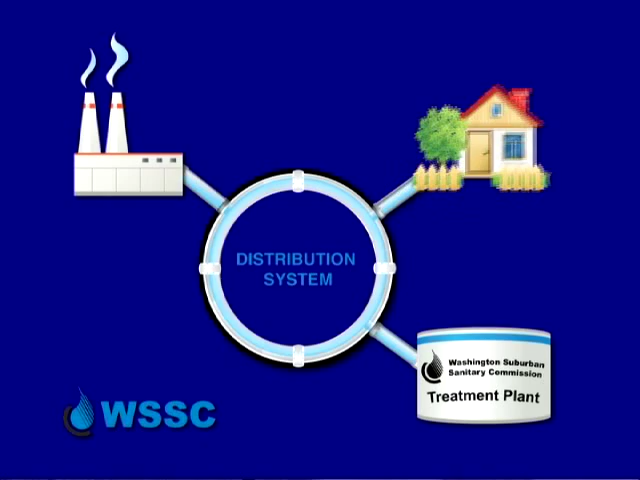 DISTRIBUTION
SYSTEM
Washington Suburban
Sanitary Commission
Treatment Plant
WSSC